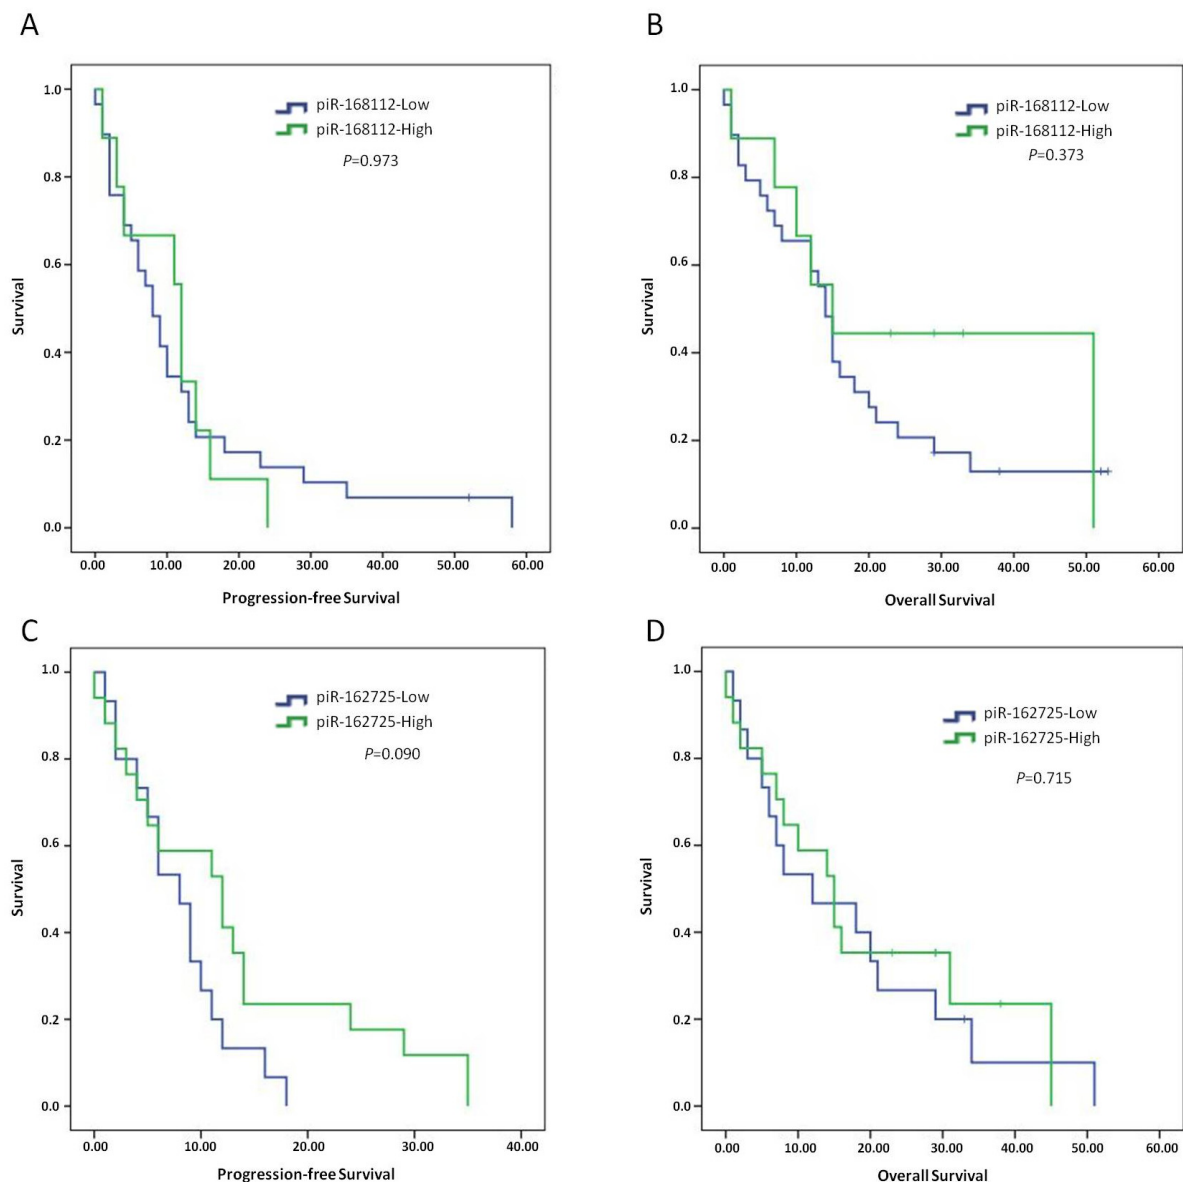 A
piR-168112-Low
piR-168112-High
P=0.973
Survival
1.0
0.8
0.6
0.4
0.2
0.0
0.00 10.00 20.00 30.00 40.00 50.00 60.00
Progression-free Survival
B
piR-168112-Low
piR-168112-High
P=0.373
Survival
1.0
0.8
0.6
0.4
0.2
0.0
0.00 10.00 20.00 30.00 40.00 50.00 60.00
Overall Survival
C
piR-162725-Low
piR-162725-High
P=0.090
Survival
1.0
0.8
0.6
0.4
0.2
0.0
0.00 10.00 20.00 30.00 40.00
Progression-free Survival
D
piR-162725-Low
piR-162725-High
P=0.715
Survival
1.0
0.8
0.6
0.4
0.2
0.0
0.00 10.00 20.00 30.00 40.00 50.00 60.00
Overall Survival